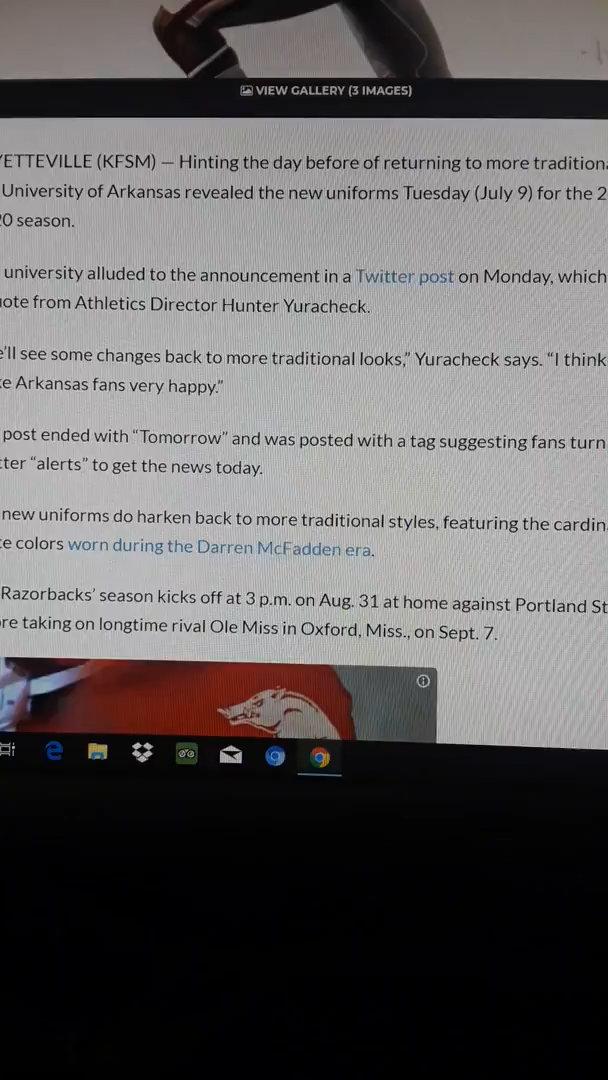 VIEW GALLERY (3 IMAGES)
YETTEVILLE (KFSM) — Hinting the day before of returning to more tradition
University of Arkansas revealed the new uniforms Tuesday (July 9) for the 2
20 season.
university alluded to the announcement in a Twitter post on Monday, which
uote from Athletics Director Hunter Yuracheck.
e'll see some changes back to more traditional looks,” Yuracheck says. “I think
ke Arkansas fans very happy.”
post ended with “Tomorrow” and was posted with a tag suggesting fans turn
tter “alerts” to get the news today.
new uniforms do harken back to more traditional styles, featuring the cardin
te colors worn during the Darren McFadden era.
Razorbacks’ season kicks off at 3 p.m. on Aug. 31 at home against Portland St
re taking on longtime rival Ole Miss in Oxford, Miss., on Sept. 7.